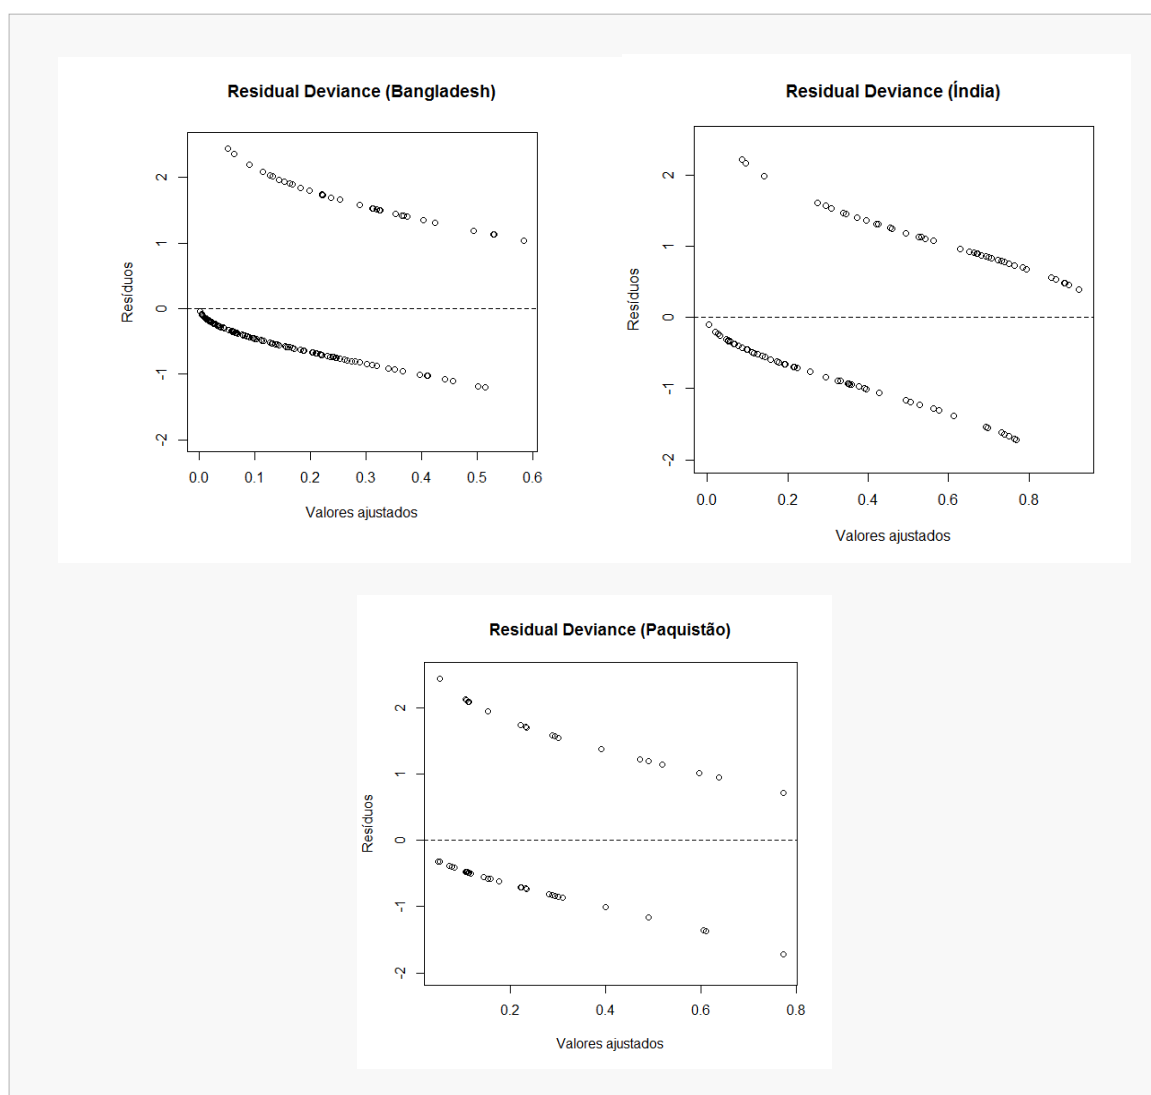 Residual Deviance (Bangladesh)
Resíduos
2
1
0
-1
-2
0.0 0.1 0.2 0.3 0.4 0.5 0.6
Valores ajustados
Residual Deviance (Índia)
Resíduos
2
1
0
-1
-2
0.0 0.2 0.4 0.6 0.8
Valores ajustados
Residual Deviance (Paquistão)
Resíduos
2
1
0
-1
-2
0.2 0.4 0.6 0.8
Valores ajustados